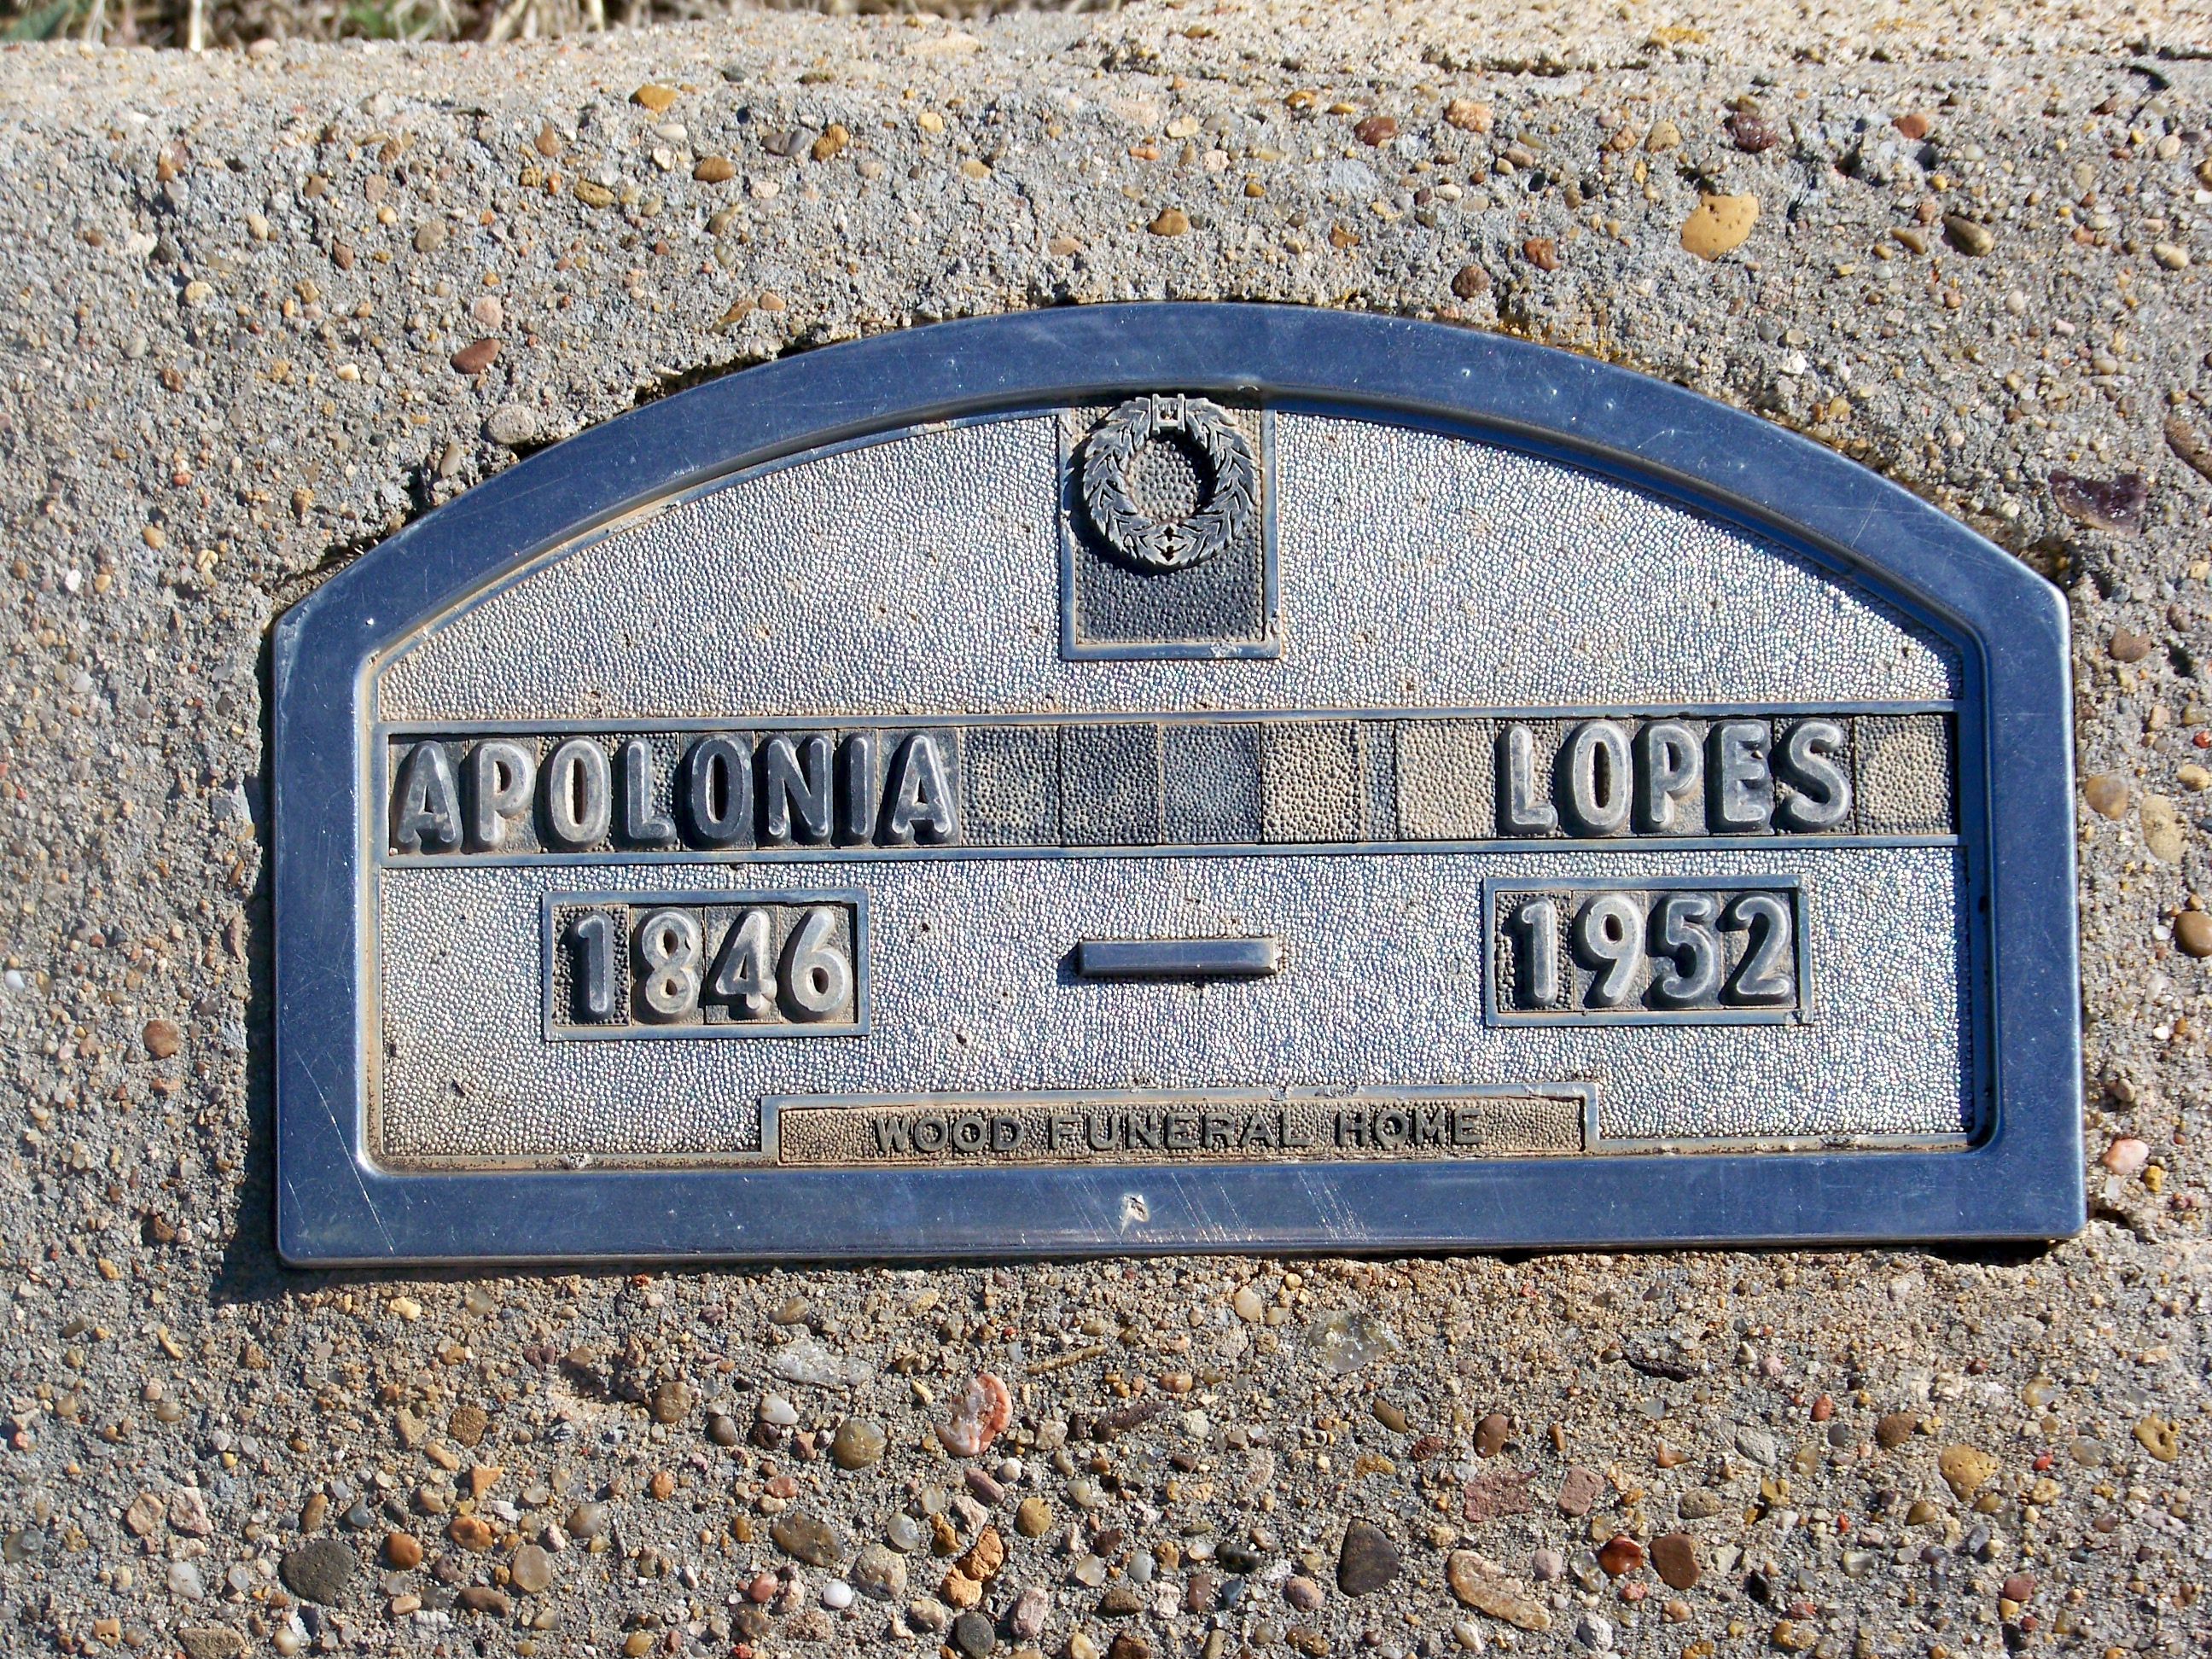 APOLONIA LOPES
1846 — 1952
WOOD FUNERAL HOME